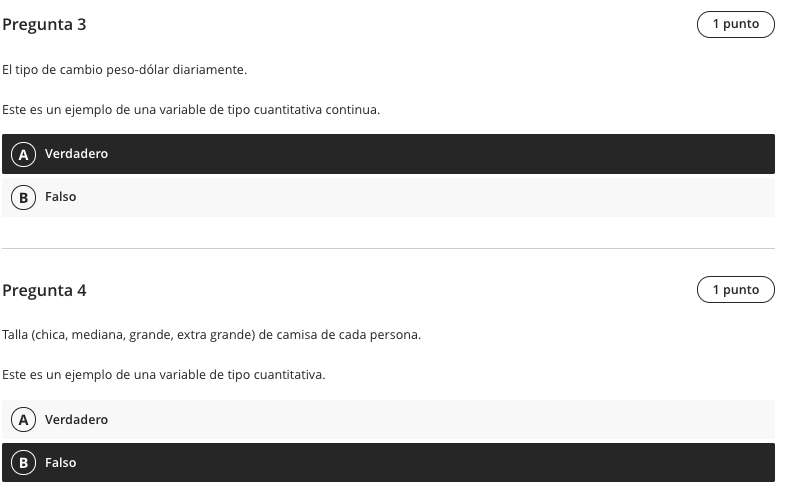 Pregunta 3
1 punto
El tipo de cambio peso-dólar diariamente.
Este es un ejemplo de una variable de tipo cuantitativa continua.
A Verdadero
B Falso
Pregunta 4
1 punto
Talla (chica, mediana, grande, extra grande) de camisa de cada persona.
Este es un ejemplo de una variable de tipo cuantitativa.
A Verdadero
B Falso